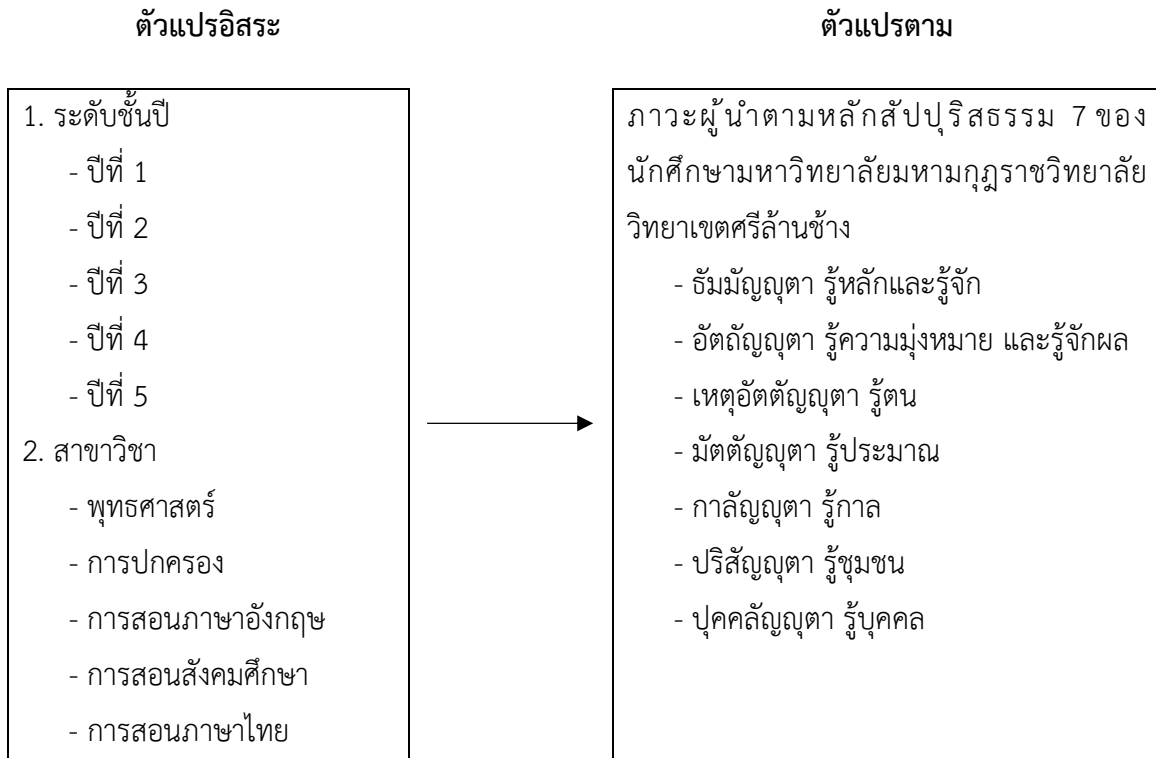 ตัวแปรอิสระ
ตัวแปรตาม
1. ระดับชั้นปี
- ปีที่ 1
- ปีที่ 2
- ปีที่ 3
- ปีที่ 4
- ปีที่ 5
2. สาขาวิชา
- พุทธศาสตร์
- การปกครอง
- การสอนภาษาอังกฤษ
- การสอนสังคมศึกษา
- การสอนภาษาไทย
ภาวะผู้นำตามหลักสัปปุริสธรรม 7 ของ
นักศึกษามหาวิทยาลัยมหามกุฎราชวิทยาลัย
วิทยาเขตศรีล้านช้าง
- ธัมมัญญุตา รู้หลักและรู้จัก
- อัตถัญญุตา รู้ความมุ่งหมาย และรู้จักผล
- เหตุอัตตัญญุตา รู้ตน
- มัตตัญญุตา รู้ประมาณ
- กาลัญญุตา รู้กาล
- ปริสัญญุตา รู้ชุมชน
- ปุคคลัญญุตา รู้บุคคล